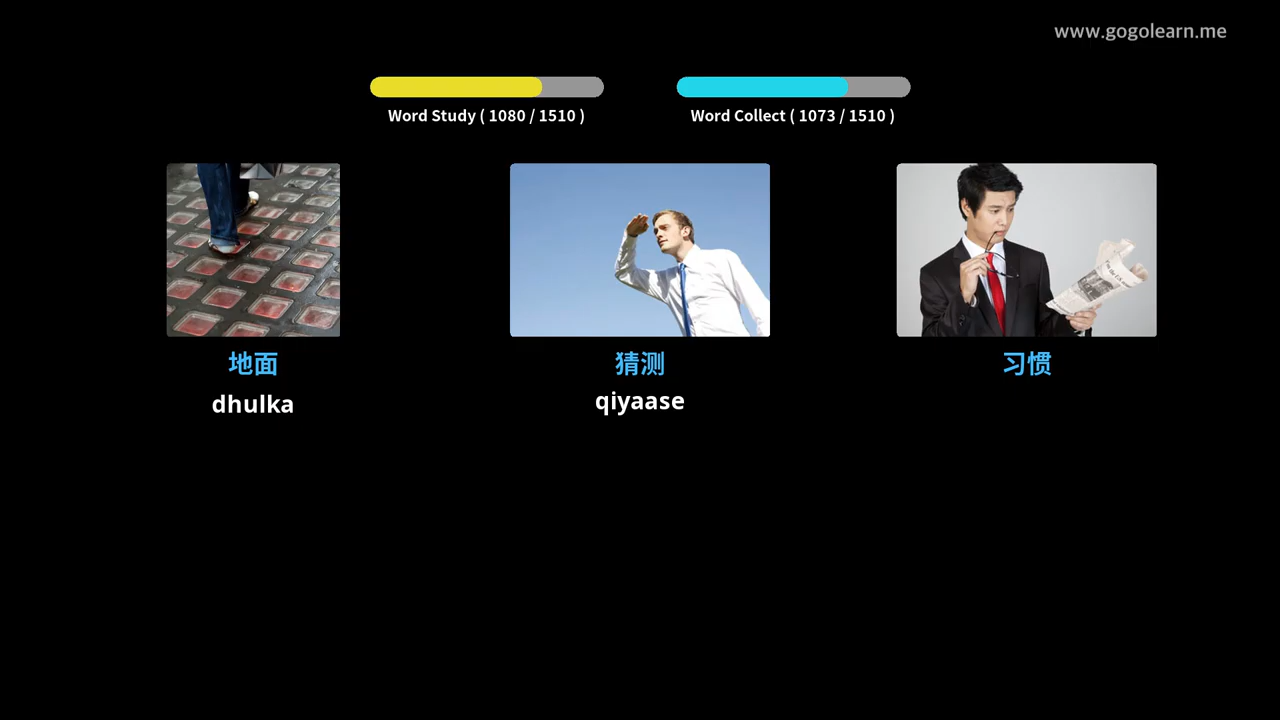 www.gogolearn.me
Word Study ( 1080 / 1510 )
Word Collect ( 1073 / 1510 )
地面
猜测
习惯
dhulka
qiyaase